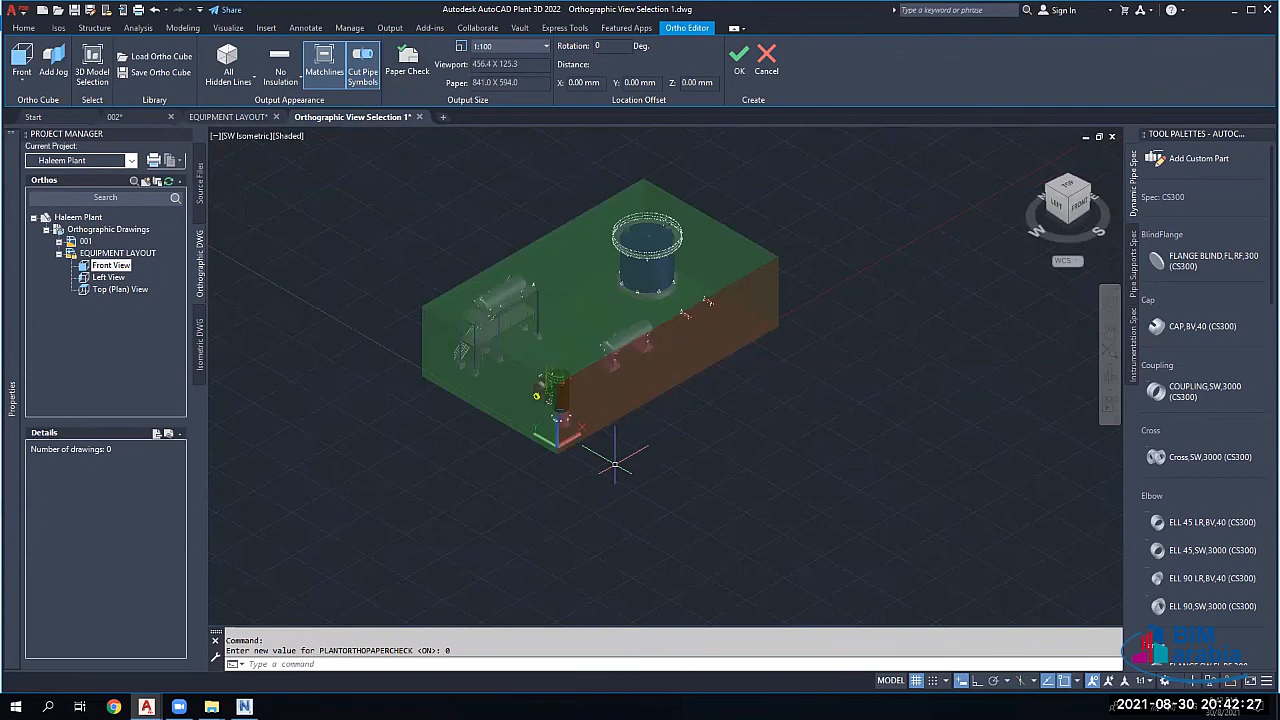 Share
Autodesk AutoCAD Plant 3D 2022 Orthographic View Selection 1.dwg
Type a keyword or phrase
Sign In
Home Isos Structure Analysis Modeling Visualize Insert Annotate Manage Output Add-ins Collaborate Vault Express Tools Featured Apps Ortho Editor
Front
Add Jog
3D Model Selection
Load Ortho Cube
Save Ortho Cube
All Hidden Lines
No Insulation
Matchlines
Cut Pipe Symbols
Paper Check
1:100
Viewport: 456.4 X 125.3
Paper: 841.0 X 594.0
Rotation: 0 Deg.
Distance:
X: 0.00 mm Y: 0.00 mm Z: 0.00 mm
OK
Cancel
Ortho Cube Select Library Output Appearance Output Size Location Offset Create
Start 002* EQUIPMENT LAYOUT* Orthographic View Selection 1*
PROJECT MANAGER
Current Project:
Haleem Plant
Orthos
Search
Haleem Plant
Orthographic Drawings
001
EQUIPMENT LAYOUT
Front View
Left View
Top (Plan) View
Details
Number of drawings: 0
Source Files
Orthographic DWG
Isometric DWG
Properties
[−][SW Isometric][Shaded]
TOP
LEFT
FRONT
W
S
WCS
Y
X
TOOL PALETTES - AUTOC...
Dynamic Pipe Spec
Pipe Supports Spec
Instrumentation Spec
Add Custom Part
Spec: CS300
BlindFlange
FLANGE BLIND,FL,RF,300 (CS300)
Cap
CAP,BV,40 (CS300)
Coupling
COUPLING,SW,3000 (CS300)
Cross
Cross,SW,3000 (CS300)
Elbow
ELL 45 LR,BV,40 (CS300)
ELL 45,SW,3000 (CS300)
ELL 90 LR,BV,40 (CS300)
ELL 90,SW,3000 (CS300)
BIM
arabia
Command:
Enter new value for PLANTORTHOPAPERCHECK <ON>: 0
Type a command
MODEL
1:1
2021-08-30 20:42:27